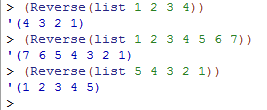 > (Reverse(list 1 2 3 4))
'(4 3 2 1)
> (Reverse(list 1 2 3 4 5 6 7))
'(7 6 5 4 3 2 1)
> (Reverse(list 5 4 3 2 1))
'(1 2 3 4 5)
>